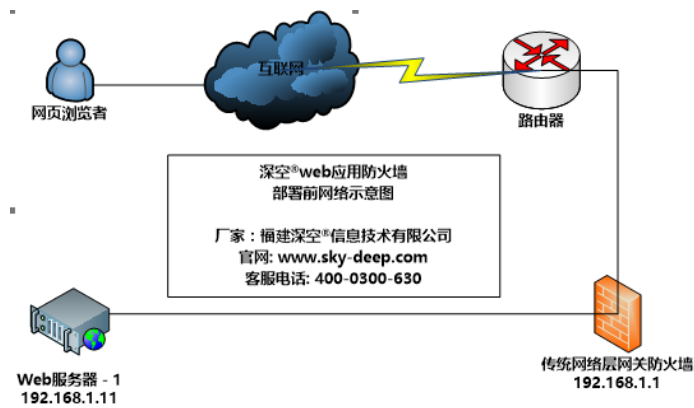 互联网
网页浏览者
路由器
深空®web应用防火墙
部署前网络示意图
厂家：福建深空®信息技术有限公司
官网: www.sky-deep.com
客服电话: 400-0300-630
Web服务器 - 1
192.168.1.11
传统网络层网关防火墙
192.168.1.1